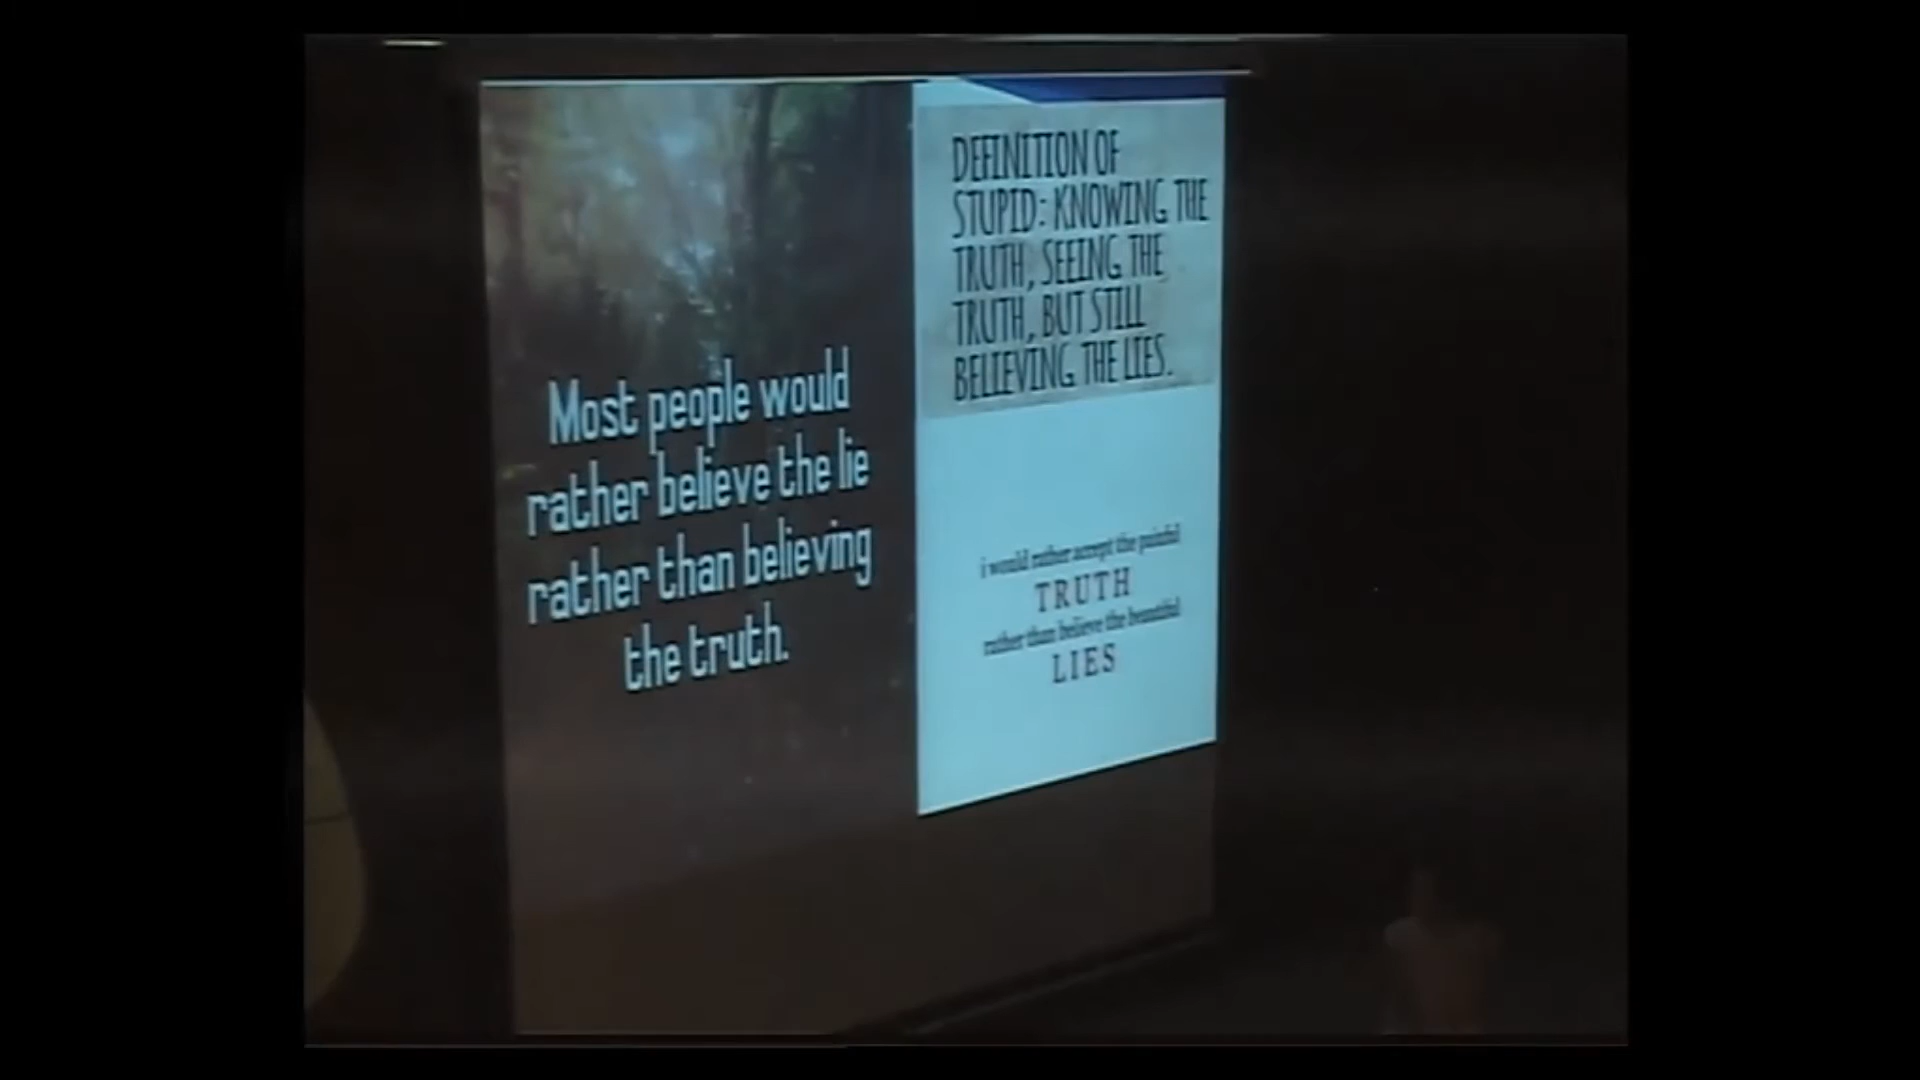 Most people would
rather believe the lie
rather than believing
the truth.
DEFINITION OF
STUPID: KNOWING THE
TRUTH, SEEING THE
TRUTH, BUT STILL
BELIEVING THE LIES.
i would rather accept the painful
TRUTH
rather than believe the beautiful
LIES